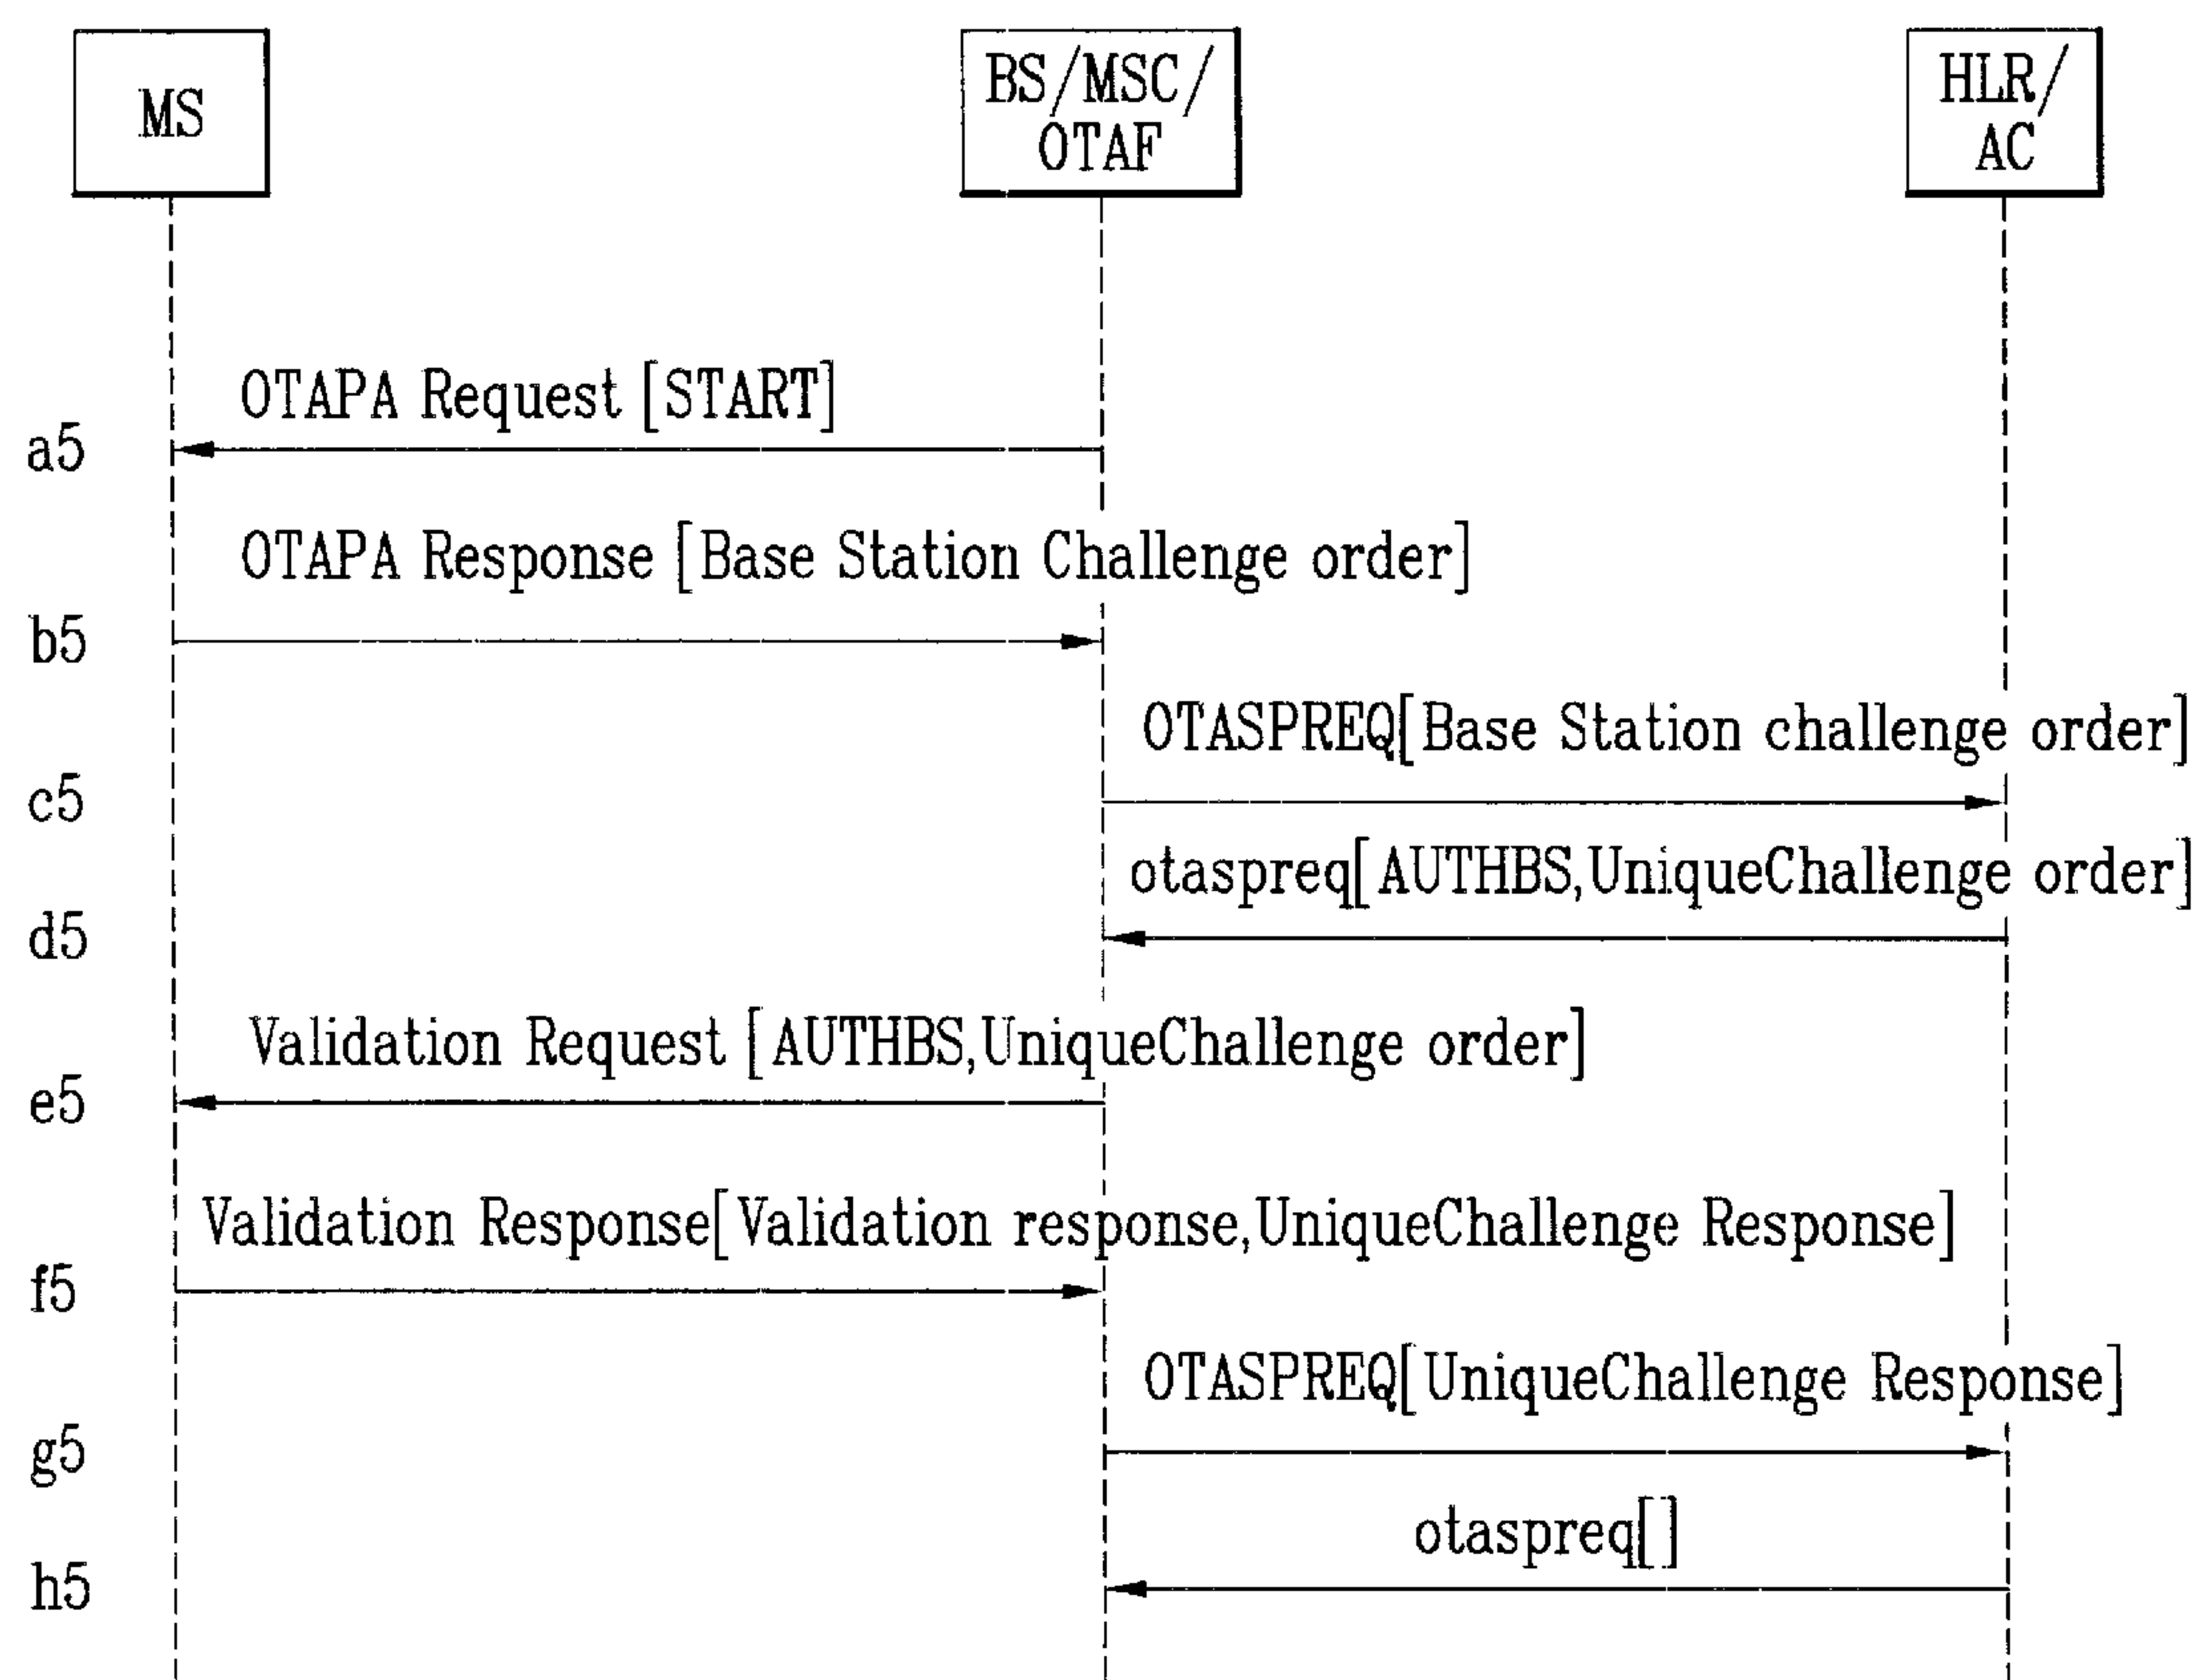 MS
BS/MSC/
OTAF
HLR/
AC
OTAPA Request [START]
a5
OTAPA Response [Base Station Challenge order]
b5
OTASPREQ[Base Station challenge order]
c5
otaspreq[AUTHBS,UniqueChallenge order]
d5
Validation Request [AUTHBS,UniqueChallenge order]
e5
Validation Response[Validation response,UniqueChallenge Response]
f5
OTASPREQ[UniqueChallenge Response]
g5
otaspreq[]
h5